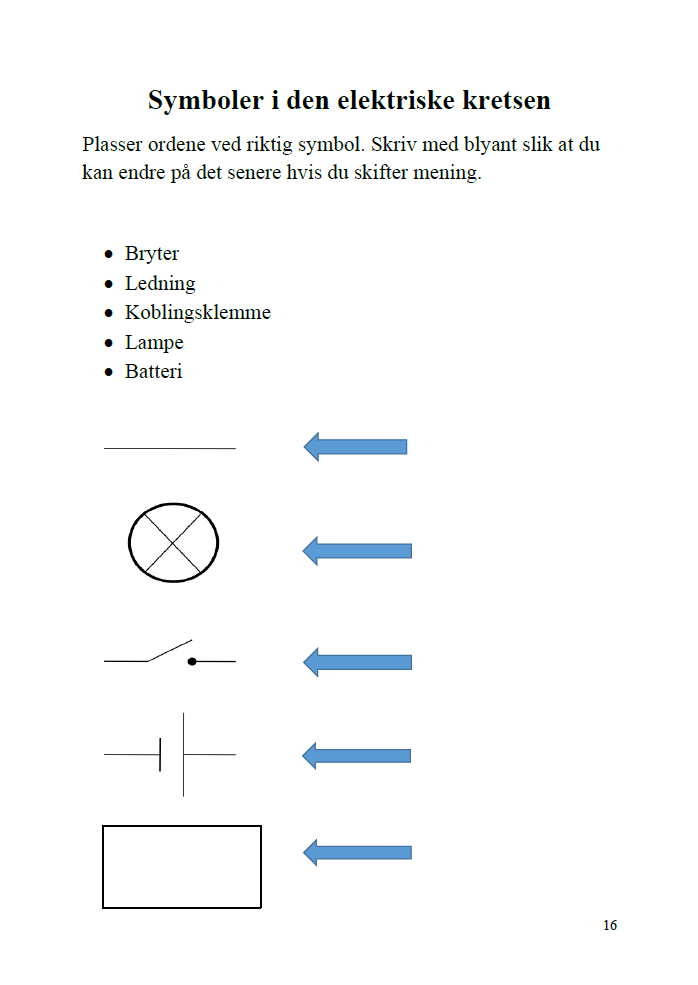 Symboler i den elektriske kretsen
Plasser ordene ved riktig symbol. Skriv med blyant slik at du
kan endre på det senere hvis du skifter mening.
• Bryter
• Ledning
• Koblingsklemme
• Lampe
• Batteri
16